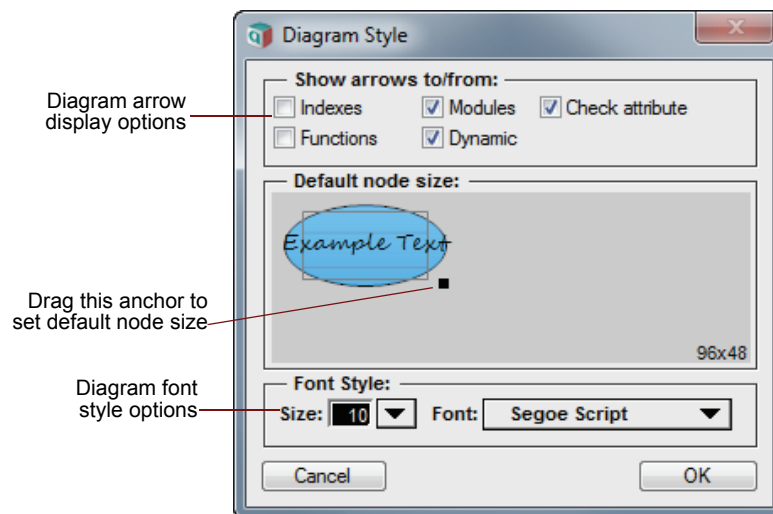 Diagram Style
Show arrows to/from:
Diagram arrow
display options
Indexes Modules Check attribute
Functions Dynamic
Default node size:
Example Text
Drag this anchor to
set default node size
96x48
Diagram font
style options
Font Style:
Size: 10 Font: Segoe Script
Cancel OK